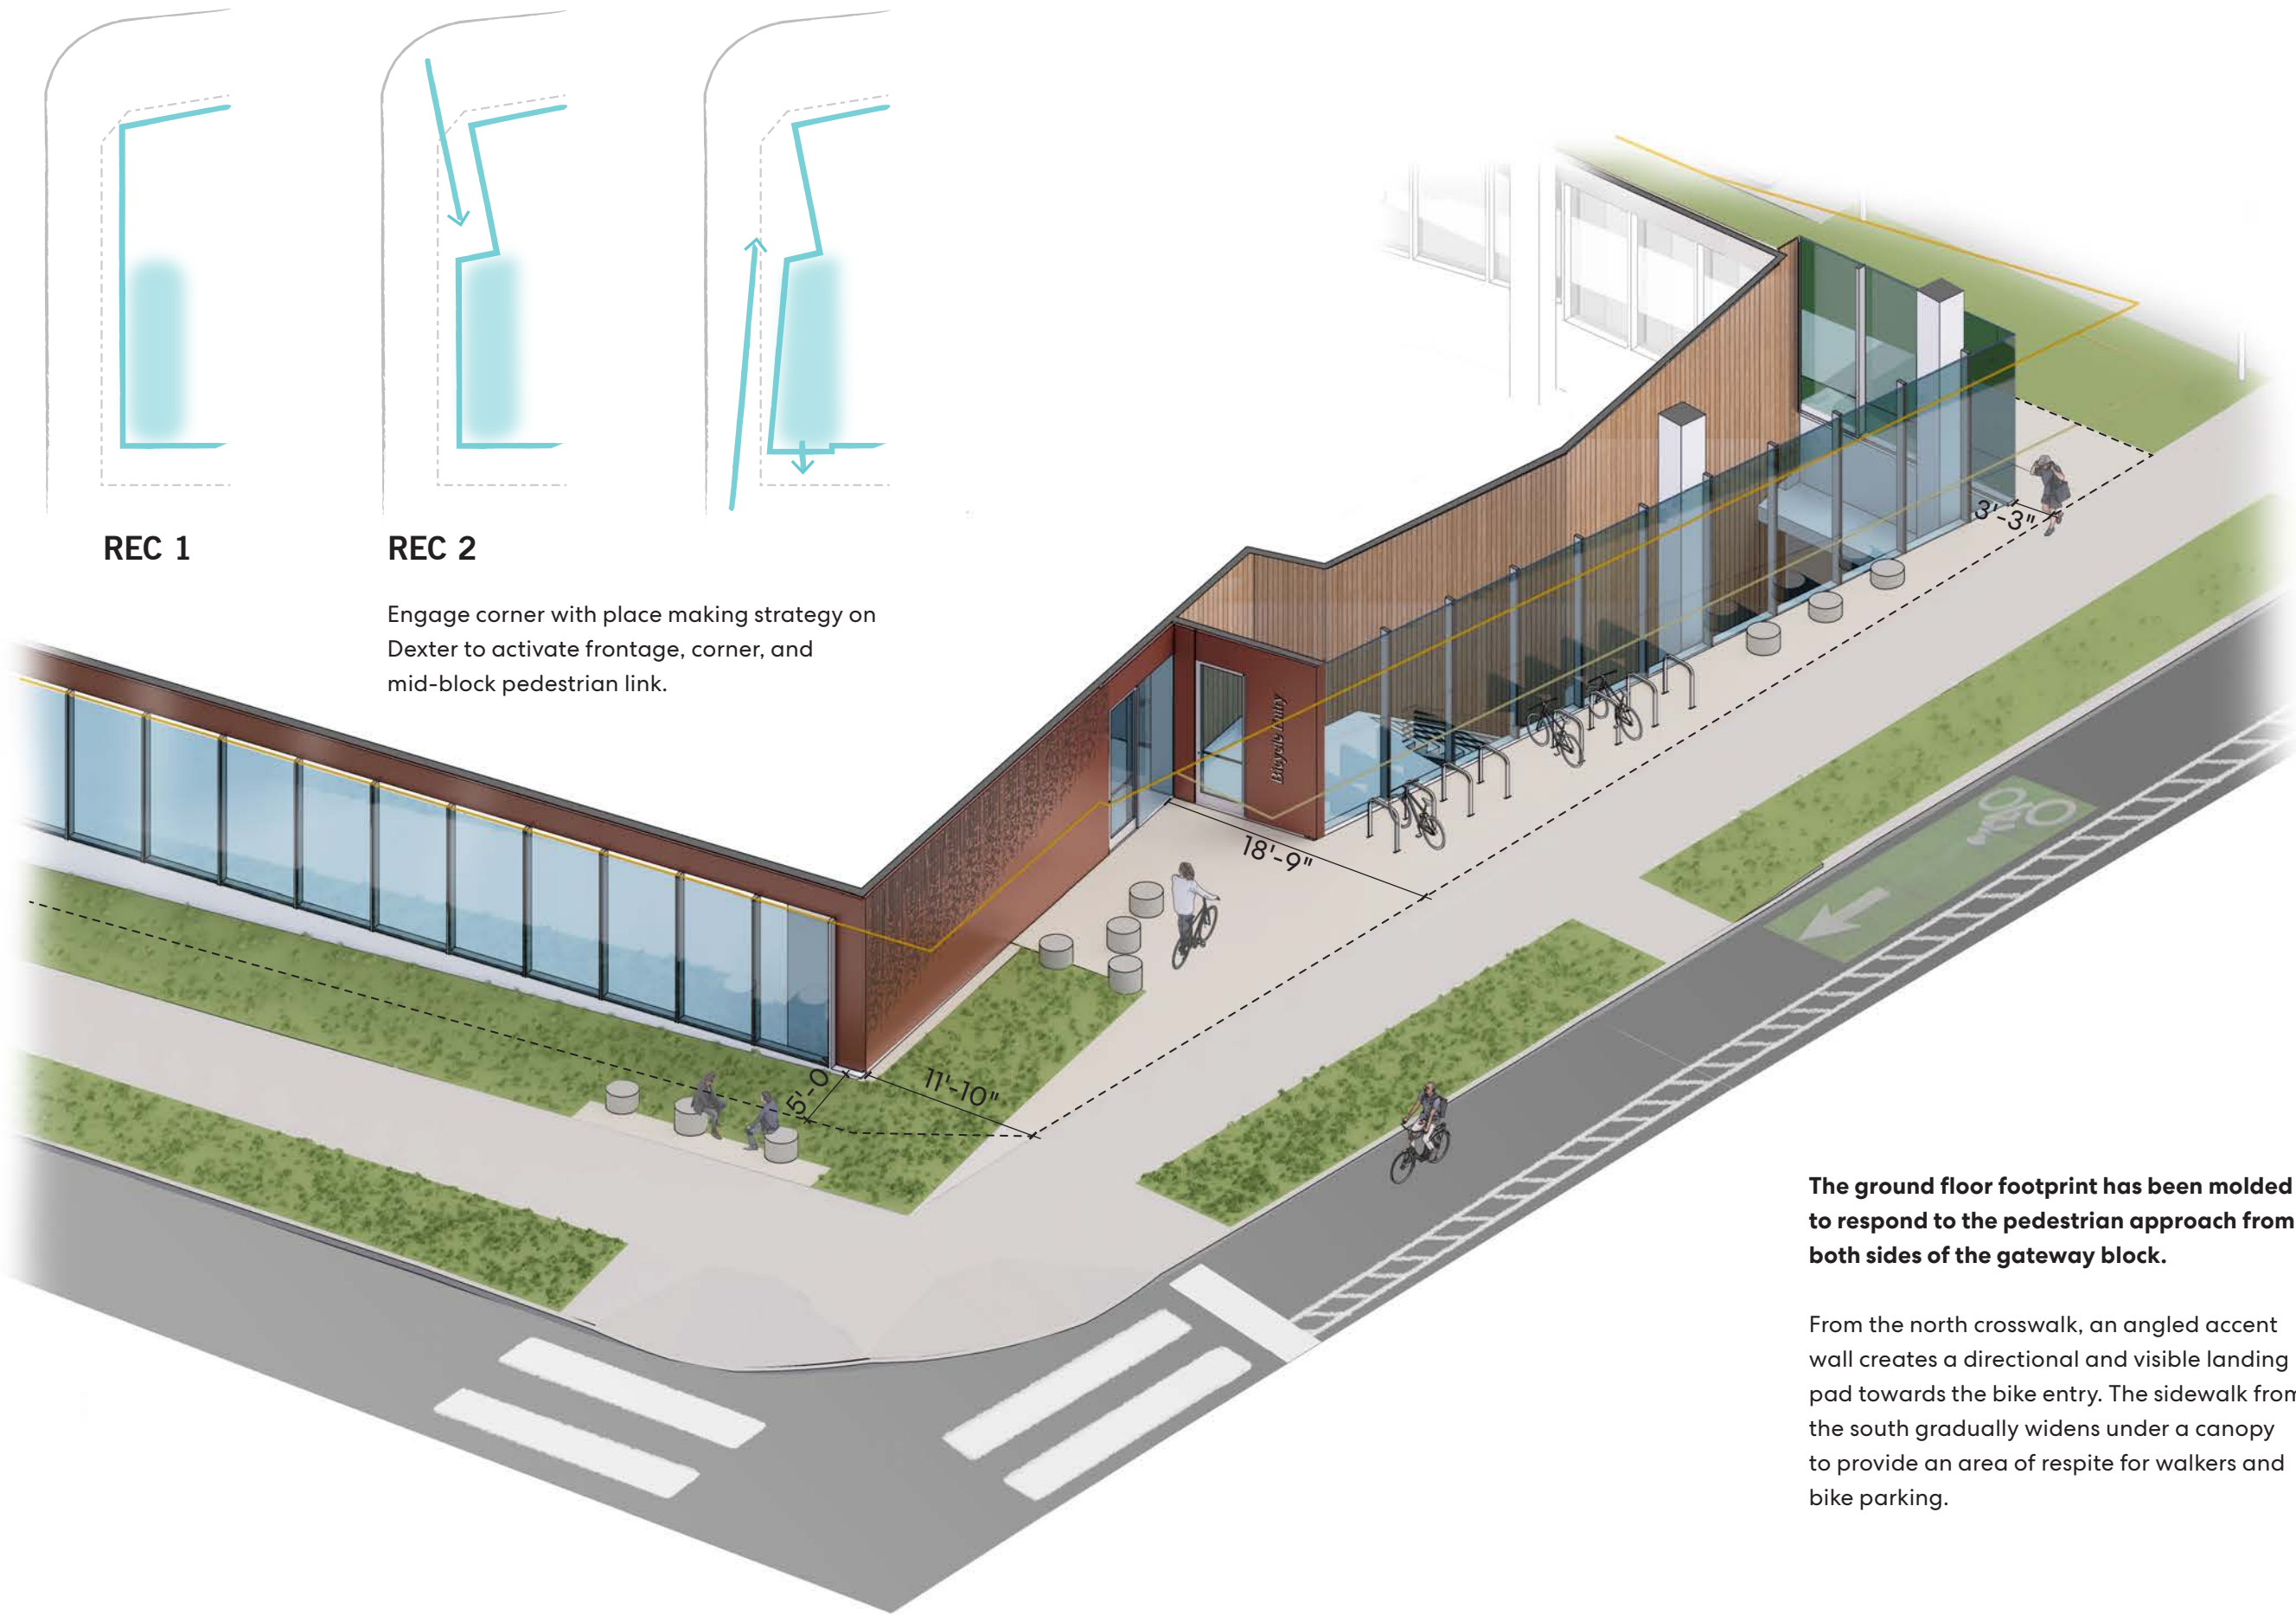 REC 1
REC 2
Engage corner with place making strategy on
Dexter to activate frontage, corner, and
mid-block pedestrian link.
3'-3"
Bicycle Entry
18'-9"
11'-10"
5'-0
The ground floor footprint has been molded
to respond to the pedestrian approach from
both sides of the gateway block.
From the north crosswalk, an angled accent
wall creates a directional and visible landing
pad towards the bike entry. The sidewalk from
the south gradually widens under a canopy
to provide an area of respite for walkers and
bike parking.